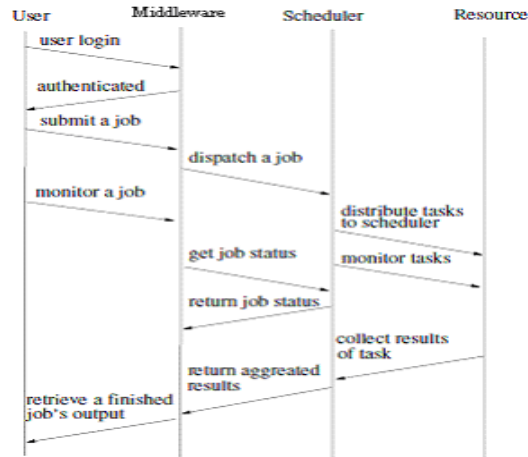 User
Middleware
Scheduler
Resource
user login
authenticated
submit a job
dispatch a job
monitor a job
distribute tasks
to scheduler
get job status
monitor tasks
return job status
collect results
of task
return aggreated
results
retrieve a finished
job's output